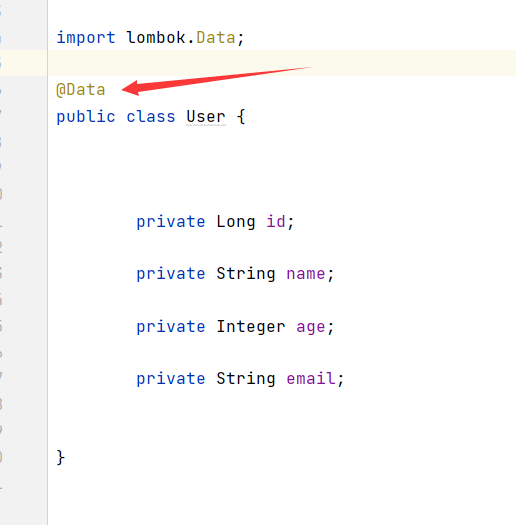 import lombok.Data;
@Data
public class User {
private Long id;
private String name;
private Integer age;
private String email;
}